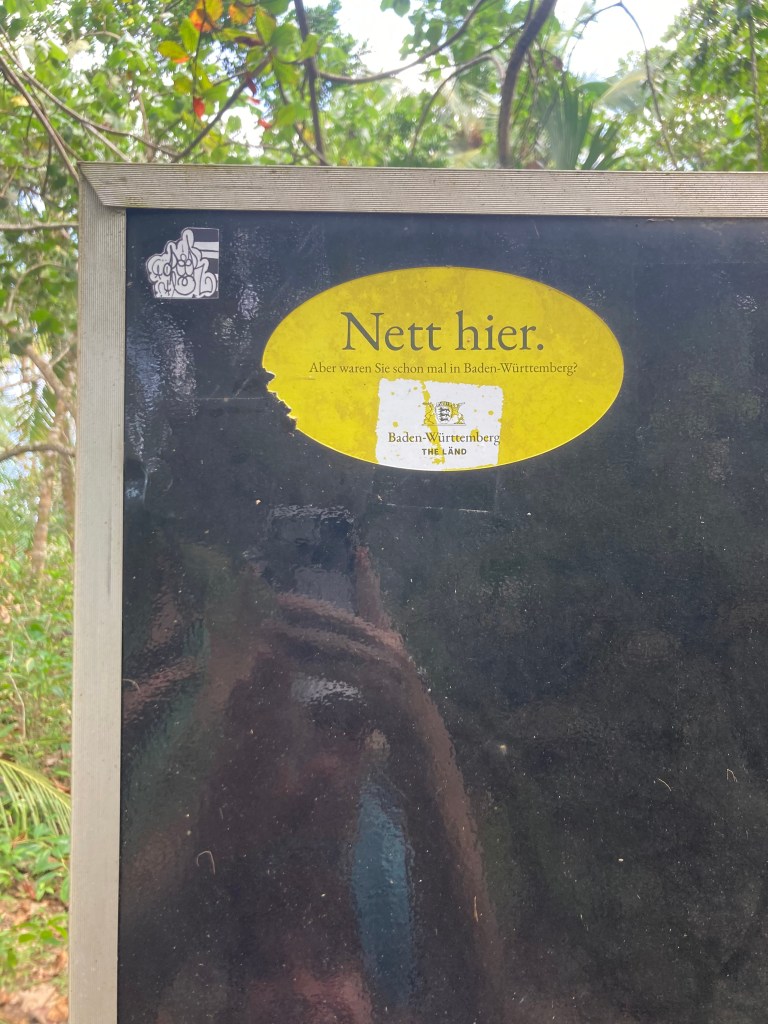 Nett hier.
Aber waren Sie schon mal in Baden-Württemberg?
Baden-Württemberg
THE LÄND